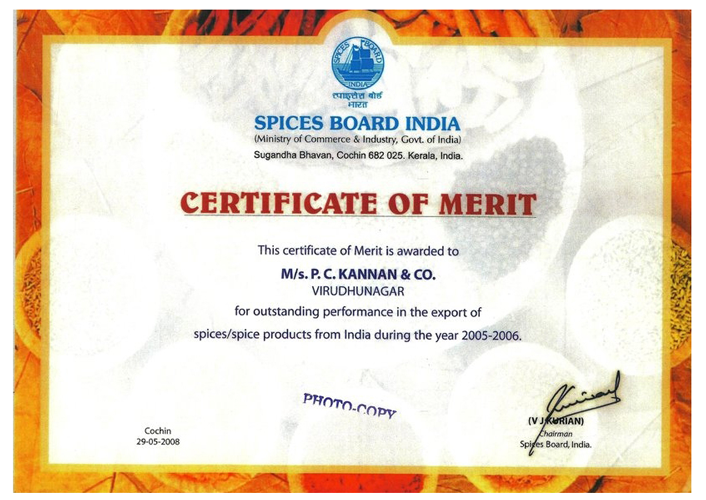 SPICES BOARD
INDIA
स्पाइसेस बोर्ड
भारत
SPICES BOARD INDIA
(Ministry of Commerce & Industry, Govt. of India)
Sugandha Bhavan, Cochin 682 025. Kerala, India.
CERTIFICATE OF MERIT
This certificate of Merit is awarded to
M/s. P. C. KANNAN & CO.
VIRUDHUNAGAR
for outstanding performance in the export of
spices/spice products from India during the year 2005-2006.
PHOTO-COPY
Cochin
29-05-2008
(V J KURIAN)
Chairman
Spices Board, India.